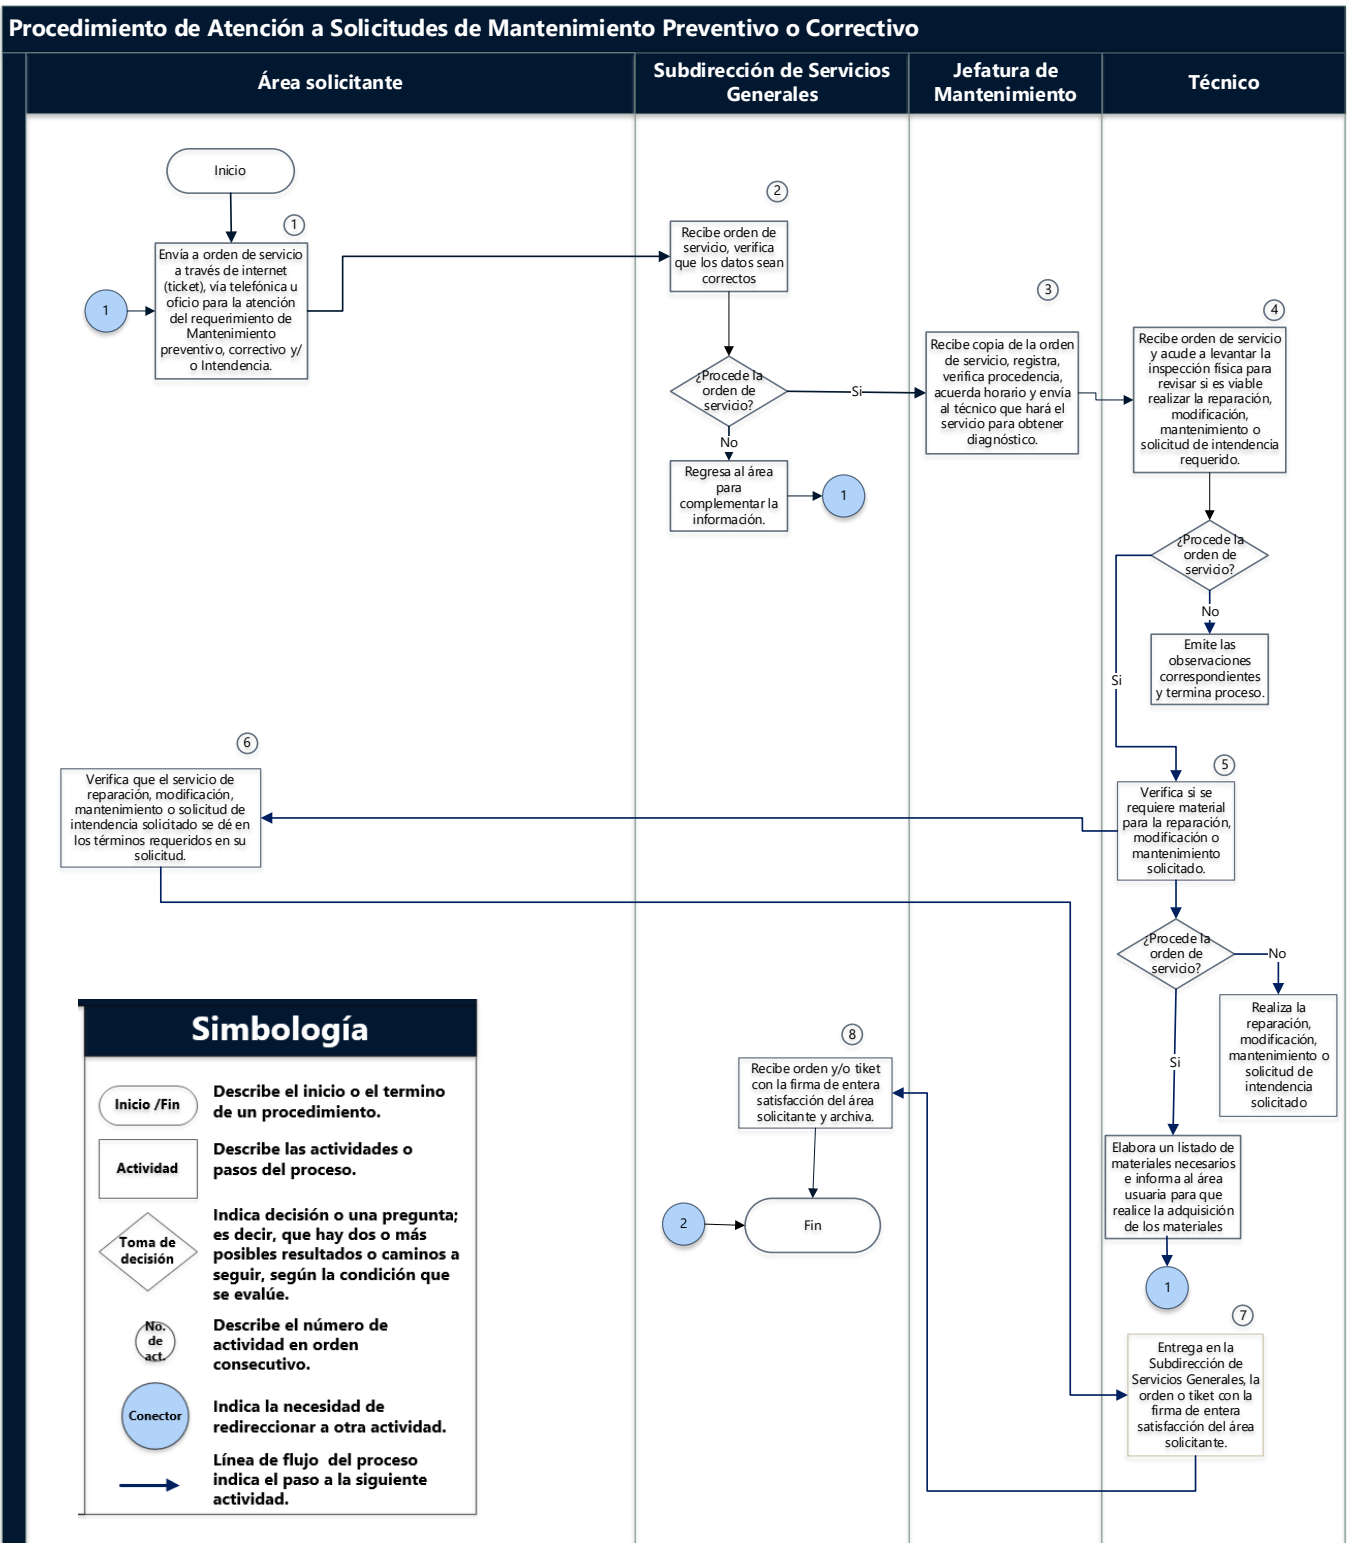 Procedimiento de Atención a Solicitudes de Mantenimiento Preventivo o Correctivo
Área solicitante
Subdirección de Servicios
Generales
Jefatura de
Mantenimiento
Técnico
Inicio
1
Envía a orden de servicio
a través de internet
(ticket), vía telefónica u
oficio para la atención
del requerimiento de
Mantenimiento
preventivo, correctivo y/
o Intendencia.
1
2
Recibe orden de
servicio, verifica
que los datos sean
correctos
¿Procede la
orden de
servicio?
Si
No
Regresa al área
para
complementar la
información.
1
3
Recibe copia de la orden
de servicio, registra,
verifica procedencia,
acuerda horario y envía
al técnico que hará el
servicio para obtener
diagnóstico.
4
Recibe orden de servicio
y acude a levantar la
inspección física para
revisar si es viable
realizar la reparación,
modificación,
mantenimiento o
solicitud de intendencia
requerido.
¿Procede la
orden de
servicio?
No
Emite las
observaciones
correspondientes
y termina proceso.
Si
5
Verifica si se
requiere material
para la reparación,
modificación o
mantenimiento
solicitado.
6
Verifica que el servicio de
reparación, modificación,
mantenimiento o solicitud de
intendencia solicitado se dé en
los términos requeridos en su
solicitud.
¿Procede la
orden de
servicio?
No
Realiza la
reparación,
modificación,
mantenimiento o
solicitud de
intendencia
solicitado
Si
Elabora un listado de
materiales necesarios
e informa al área
usuaria para que
realice la adquisición
de los materiales
1
7
Entrega en la
Subdirección de
Servicios Generales, la
orden o tiket con la
firma de entera
satisfacción del área
solicitante.
8
Recibe orden y/o tiket
con la firma de entera
satisfacción del área
solicitante y archiva.
2
Fin
Simbología
Inicio /Fin
Describe el inicio o el termino
de un procedimiento.
Actividad
Describe las actividades o
pasos del proceso.
Toma de
decisión
Indica decisión o una pregunta;
es decir, que hay dos o más
posibles resultados o caminos a
seguir, según la condición que
se evalúe.
No.
de
act.
Describe el número de
actividad en orden
consecutivo.
Conector
Indica la necesidad de
redireccionar a otra actividad.
Línea de flujo  del proceso
indica el paso a la siguiente
actividad.